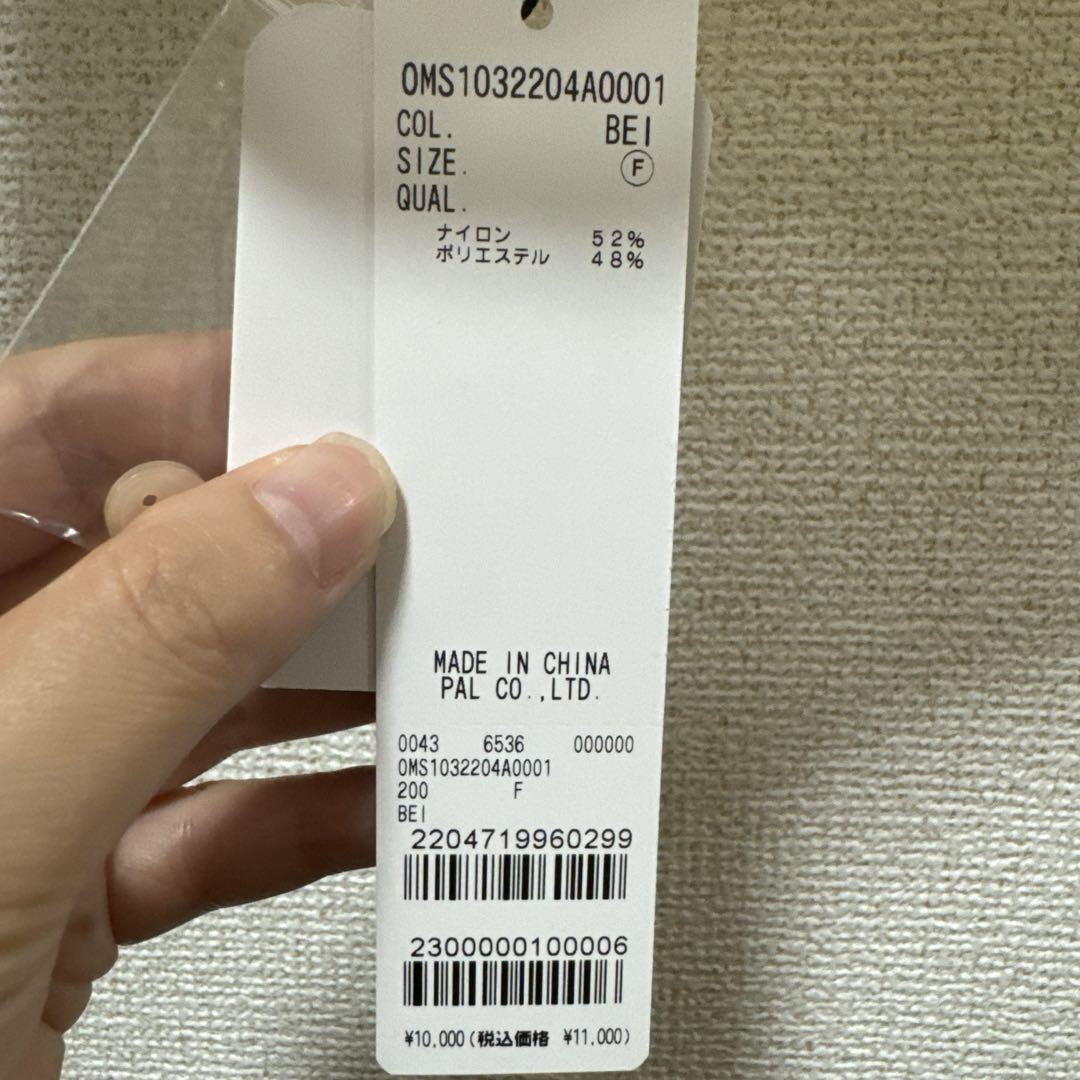 OMS1032204A0001
COL. BEI
SIZE. F
QUAL.
ナイロン 52%
ポリエステル 48%
MADE IN CHINA
PAL CO.,LTD.
0043 6536 000000
OMS1032204A0001
200 F
BEI
2204719960299
2300000100006
¥10,000(税込価格 ¥11,000)